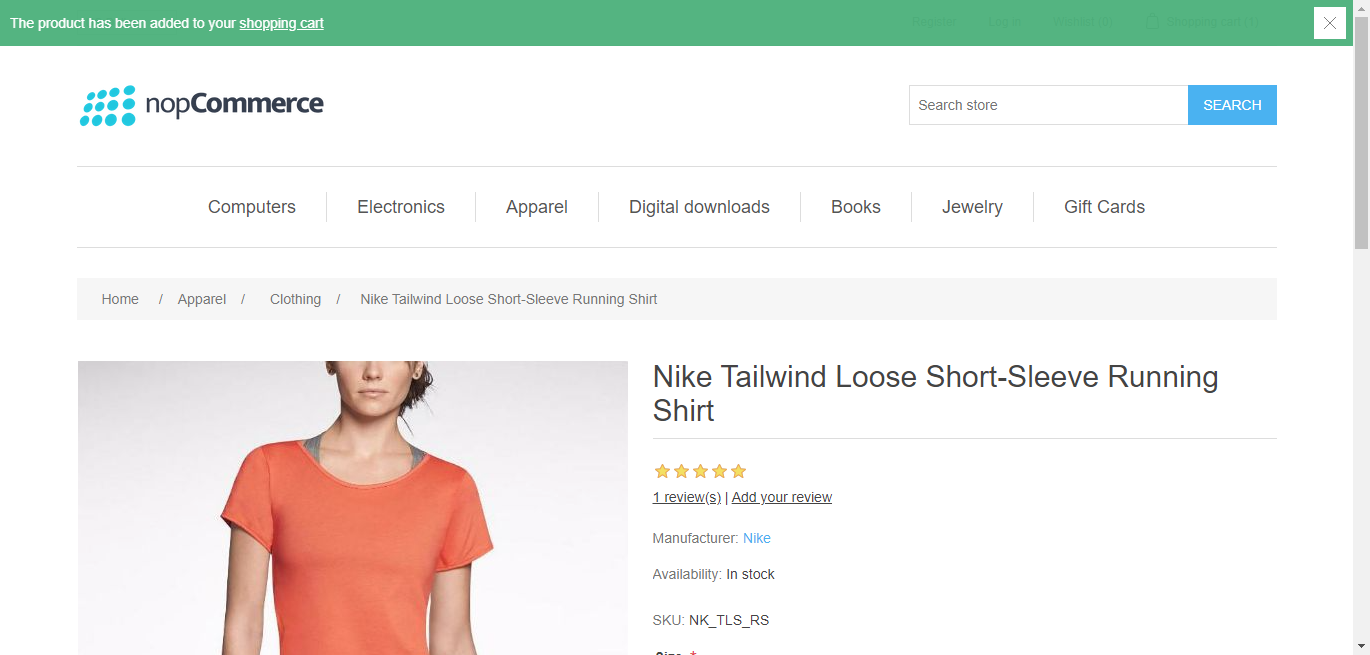 The product has been added to your shopping cart
Register Log in Wishlist (0) Shopping cart (1)
nopCommerce
Search store
SEARCH
Computers Electronics Apparel Digital downloads Books Jewelry Gift Cards
Home / Apparel / Clothing / Nike Tailwind Loose Short-Sleeve Running Shirt
Nike Tailwind Loose Short-Sleeve Running
Shirt
1 review(s) | Add your review
Manufacturer: Nike
Availability: In stock
SKU: NK_TLS_RS
Size *